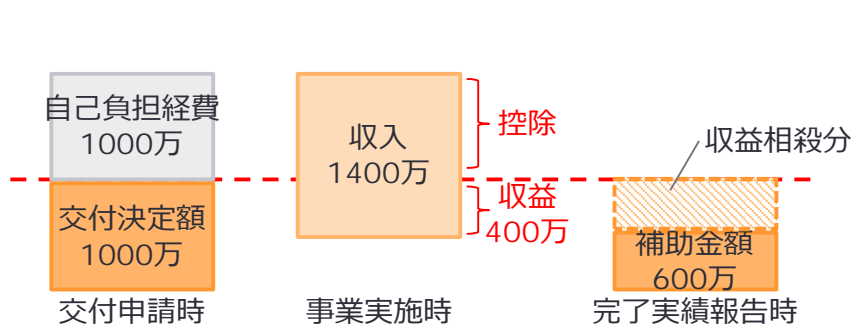 自己負担経費
1000万
交付決定額
1000万
交付申請時
収入
1400万
控除
収益
400万
事業実施時
収益相殺分
補助金額
600万
完了実績報告時